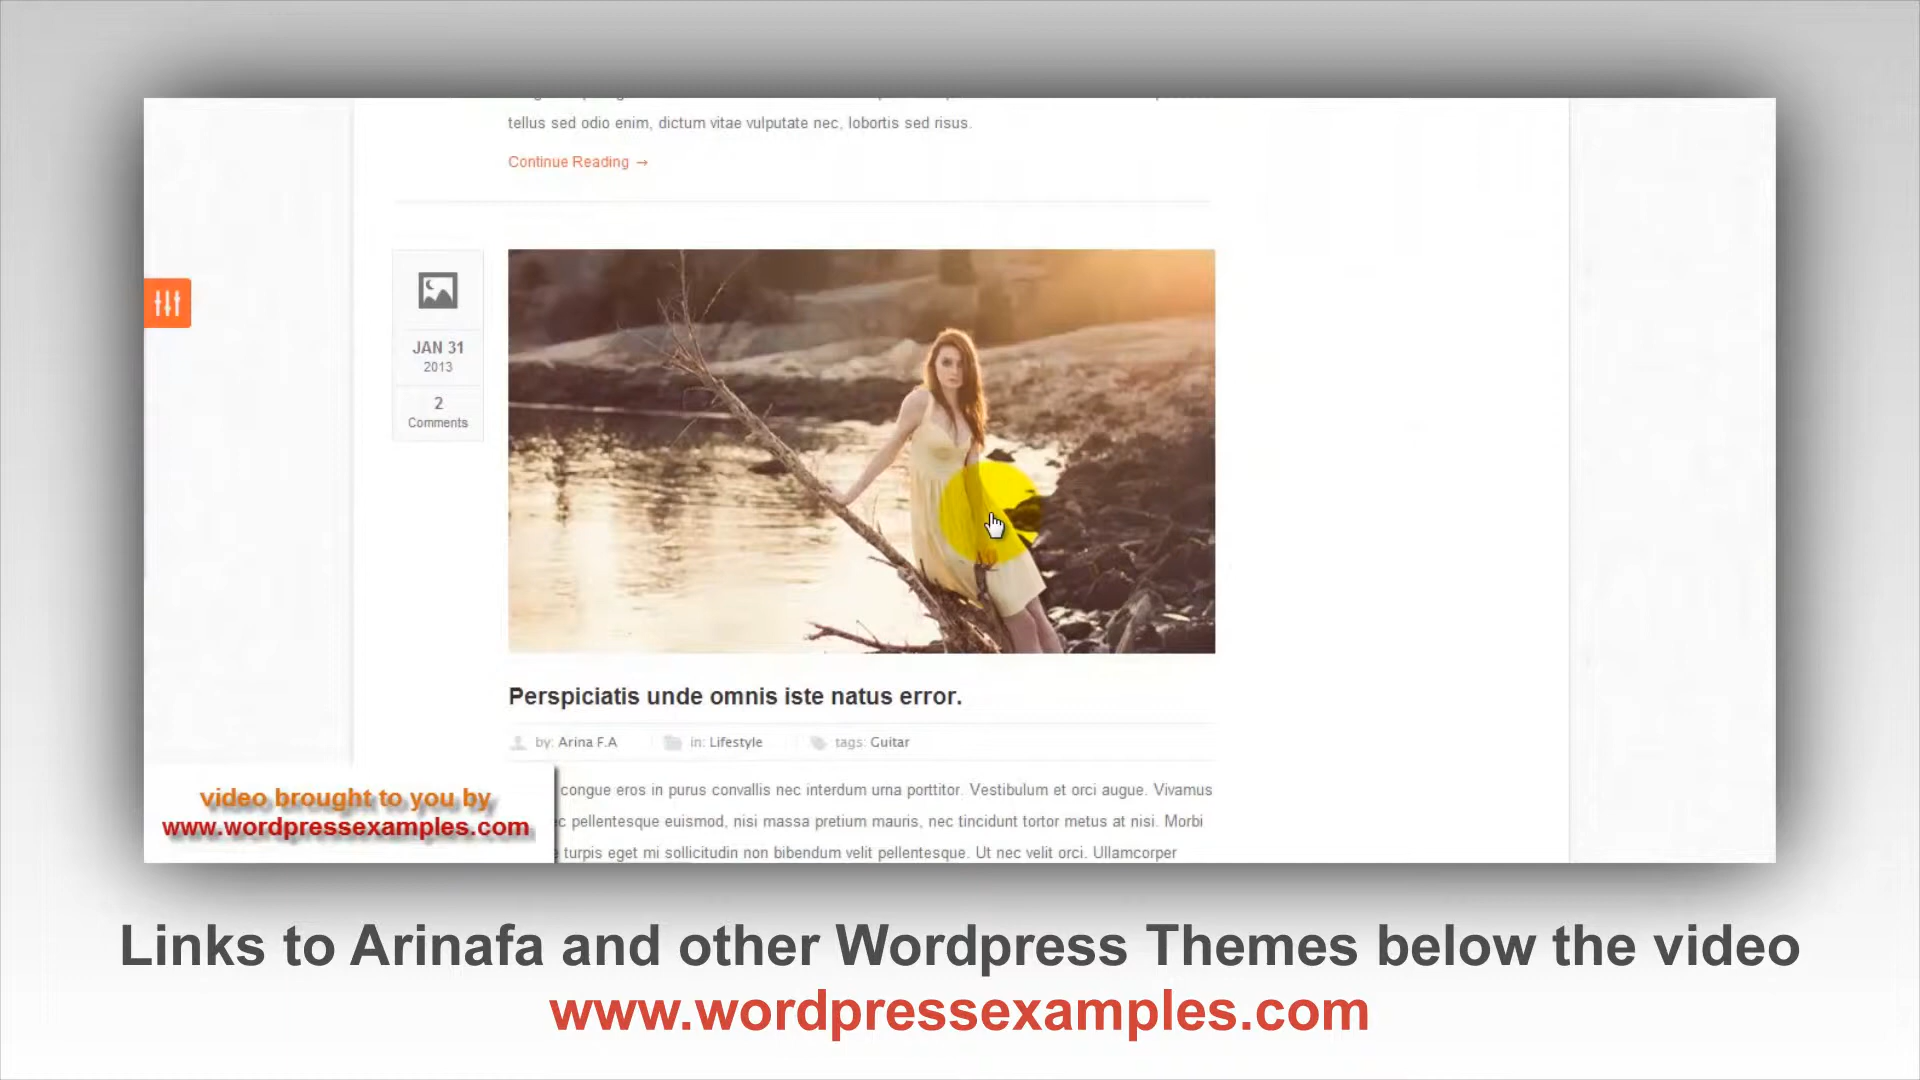 tellus sed odio enim, dictum vitae vulputate nec, lobortis sed risus.
Continue Reading →
JAN 31
2013
2
Comments
Perspiciatis unde omnis iste natus error.
by: Arina F.A in: Lifestyle tags: Guitar
congue eros in purus convallis nec interdum urna porttitor. Vestibulum et orci augue. Vivamus
pellentesque euismod, nisi massa pretium mauris, nec tincidunt tortor metus at nisi. Morbi
turpis eget mi sollicitudin non bibendum velit pellentesque. Ut nec velit orci. Ullamcorper
video brought to you by
www.wordpressexamples.com
Links to Arinafa and other Wordpress Themes below the video
www.wordpressexamples.com